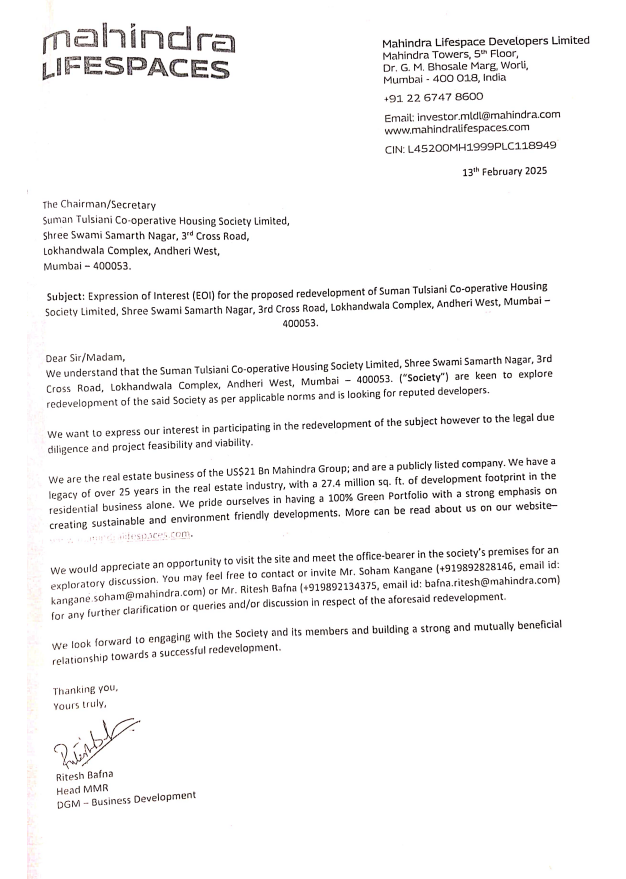 mahindra
LIFESPACES
Mahindra Lifespace Developers Limited
Mahindra Towers, 5th Floor,
Dr. G. M. Bhosale Marg, Worli,
Mumbai - 400 018, India
+91 22 6747 8600
Email: investor.mldl@mahindra.com
www.mahindralifespaces.com
CIN: L45200MH1999PLC118949
13th February 2025
The Chairman/Secretary
Suman Tulsiani Co-operative Housing Society Limited,
Shree Swami Samarth Nagar, 3rd Cross Road,
Lokhandwala Complex, Andheri West,
Mumbai – 400053.
Subject: Expression of Interest (EOI) for the proposed redevelopment of Suman Tulsiani Co-operative Housing
Society Limited, Shree Swami Samarth Nagar, 3rd Cross Road, Lokhandwala Complex, Andheri West, Mumbai –
400053.
Dear Sir/Madam,
We understand that the Suman Tulsiani Co-operative Housing Society Limited, Shree Swami Samarth Nagar, 3rd
Cross Road, Lokhandwala Complex, Andheri West, Mumbai – 400053. ("Society") are keen to explore
redevelopment of the said Society as per applicable norms and is looking for reputed developers.
We want to express our interest in participating in the redevelopment of the subject however to the legal due
diligence and project feasibility and viability.
We are the real estate business of the US$21 Bn Mahindra Group; and are a publicly listed company. We have a
legacy of over 25 years in the real estate industry, with a 27.4 million sq. ft. of development footprint in the
residential business alone. We pride ourselves in having a 100% Green Portfolio with a strong emphasis on
creating sustainable and environment friendly developments. More can be read about us on our website–
We would appreciate an opportunity to visit the site and meet the office-bearer in the society's premises for an
exploratory discussion. You may feel free to contact or invite Mr. Soham Kangane (+919892828146, email id:
kangane.soham@mahindra.com) or Mr. Ritesh Bafna (+919892134375, email id: bafna.ritesh@mahindra.com)
for any further clarification or queries and/or discussion in respect of the aforesaid redevelopment.
We look forward to engaging with the Society and its members and building a strong and mutually beneficial
relationship towards a successful redevelopment.
Thanking you,
Yours truly,
Ritesh Bafna
Head MMR
DGM – Business Development